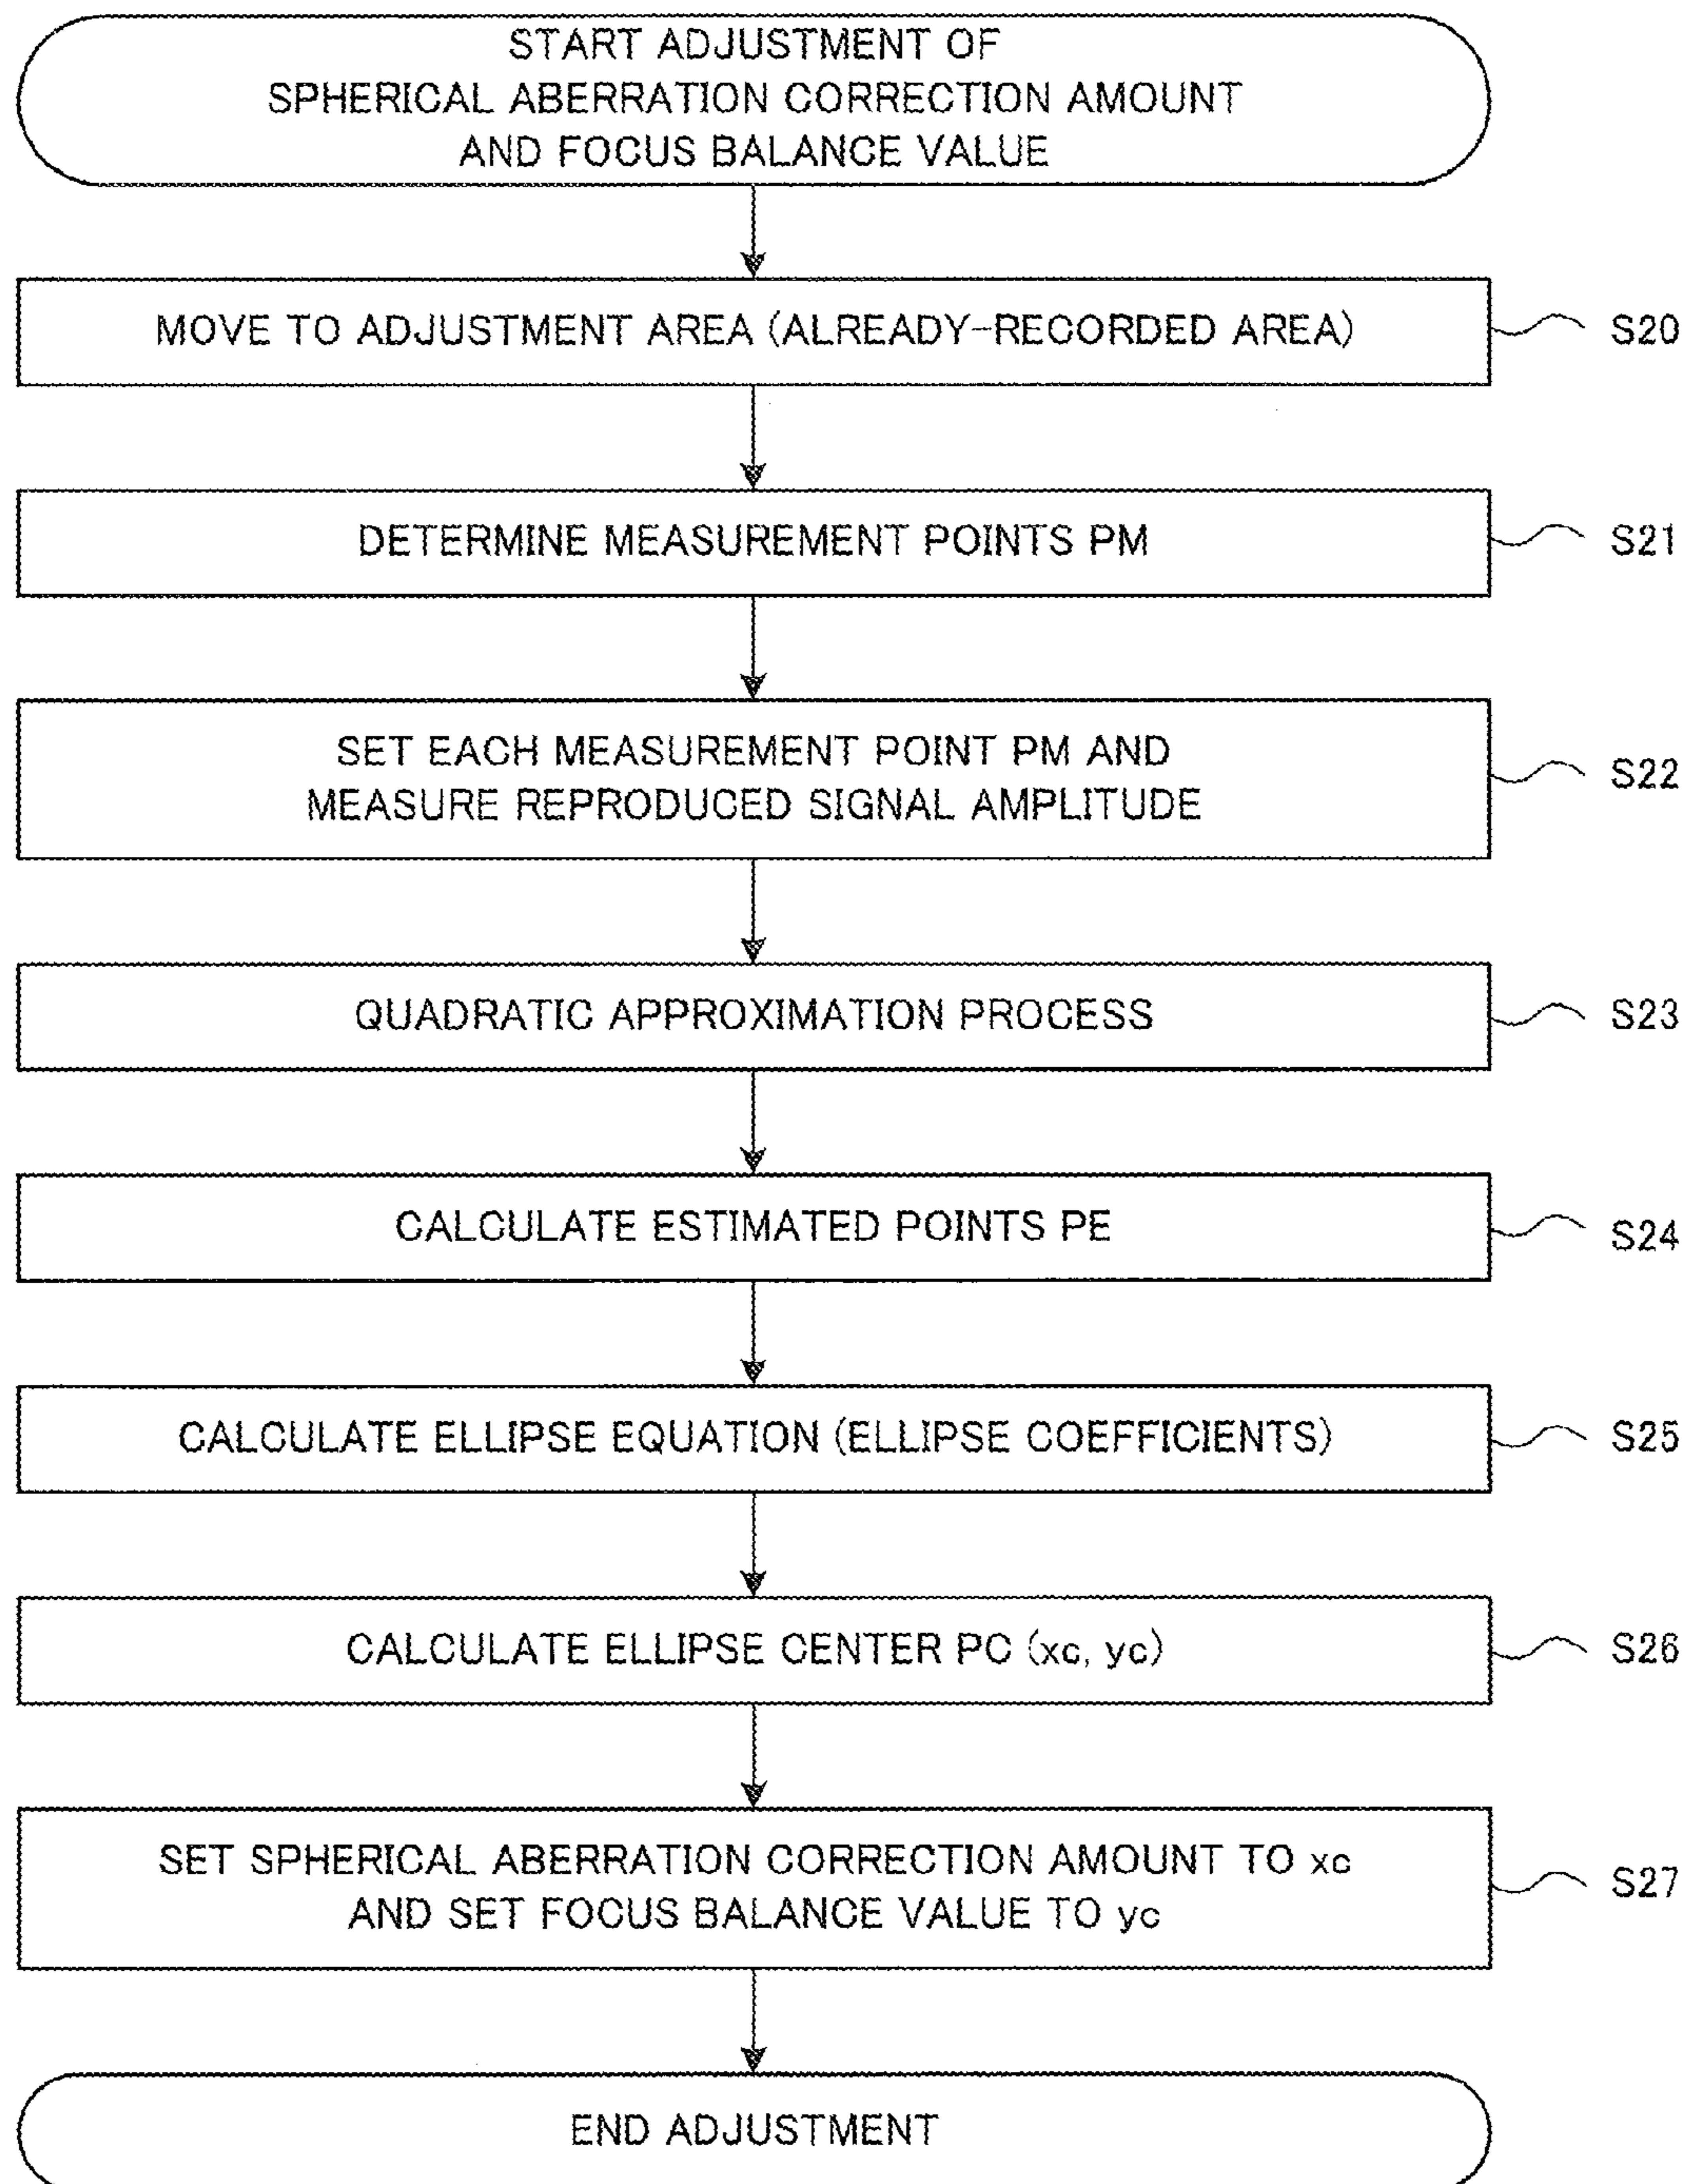 START ADJUSTMENT OF
SPHERICAL ABERRATION CORRECTION AMOUNT
AND FOCUS BALANCE VALUE
MOVE TO ADJUSTMENT AREA (ALREADY-RECORDED AREA)
S20
DETERMINE MEASUREMENT POINTS PM
S21
SET EACH MEASUREMENT POINT PM AND
MEASURE REPRODUCED SIGNAL AMPLITUDE
S22
QUADRATIC APPROXIMATION PROCESS
S23
CALCULATE ESTIMATED POINTS PE
S24
CALCULATE ELLIPSE EQUATION (ELLIPSE COEFFICIENTS)
S25
CALCULATE ELLIPSE CENTER PC (xc, yc)
S26
SET SPHERICAL ABERRATION CORRECTION AMOUNT TO xc
AND SET FOCUS BALANCE VALUE TO yc
S27
END ADJUSTMENT